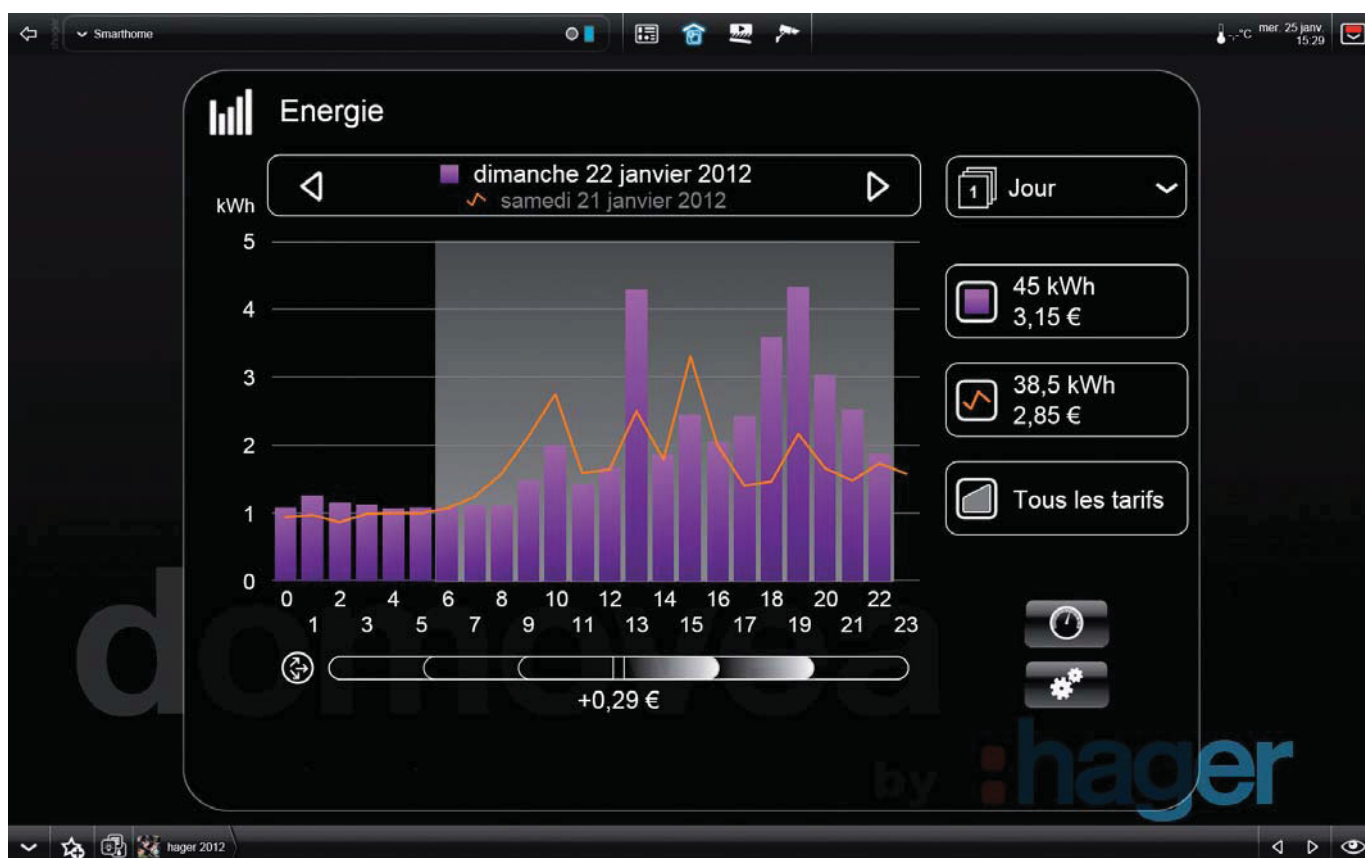 :hager
Smarthome
-,-°C
mer. 25 janv.
15:29
Energie
dimanche 22 janvier 2012
samedi 21 janvier 2012
1 Jour
kWh
5
4
3
2
1
0
0 2 4 6 8 10 12 14 16 18 20 22
1 3 5 7 9 11 13 15 17 19 21 23
+0,29 €
45 kWh
3,15 €
38,5 kWh
2,85 €
Tous les tarifs
domovea
by :hager
hager 2012